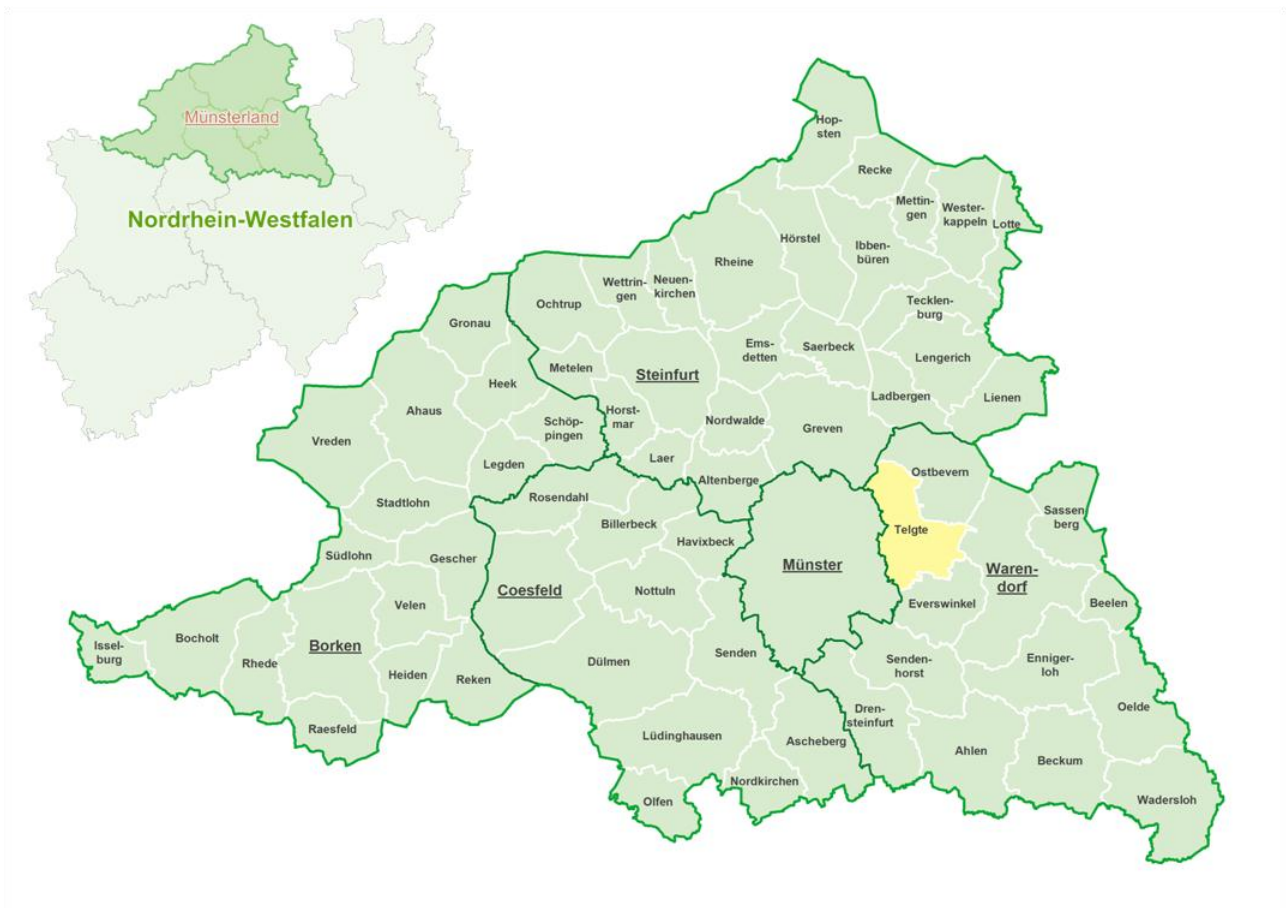 Münsterland
Nordrhein-Westfalen
Hop-
sten
Recke
Mettin-
gen
Wester-
kappeln
Lotte
Hörstel
Ibben-
büren
Rheine
Neuen-
kirchen
Wettrin-
gen
Ochtrup
Tecklen-
burg
Gronau
Ems-
detten
Saerbeck
Lengerich
Metelen
Steinfurt
Heek
Ladbergen
Lienen
Ahaus
Horst-
mar
Nordwalde
Greven
Schöp-
pingen
Vreden
Laer
Legden
Altenberge
Ostbevern
Stadtlohn
Rosendahl
Billerbeck
Havixbeck
Telgte
Sassen
berg
Südlohn
Gescher
Münster
Waren-
dorf
Coesfeld
Nottuln
Velen
Everswinkel
Beelen
Issel-
burg
Bocholt
Rhede
Borken
Heiden
Reken
Dülmen
Senden
Senden-
horst
Enniger-
loh
Raesfeld
Oelde
Dren-
steinfurt
Lüdinghausen
Ascheberg
Ahlen
Beckum
Nordkirchen
Olfen
Wadersloh